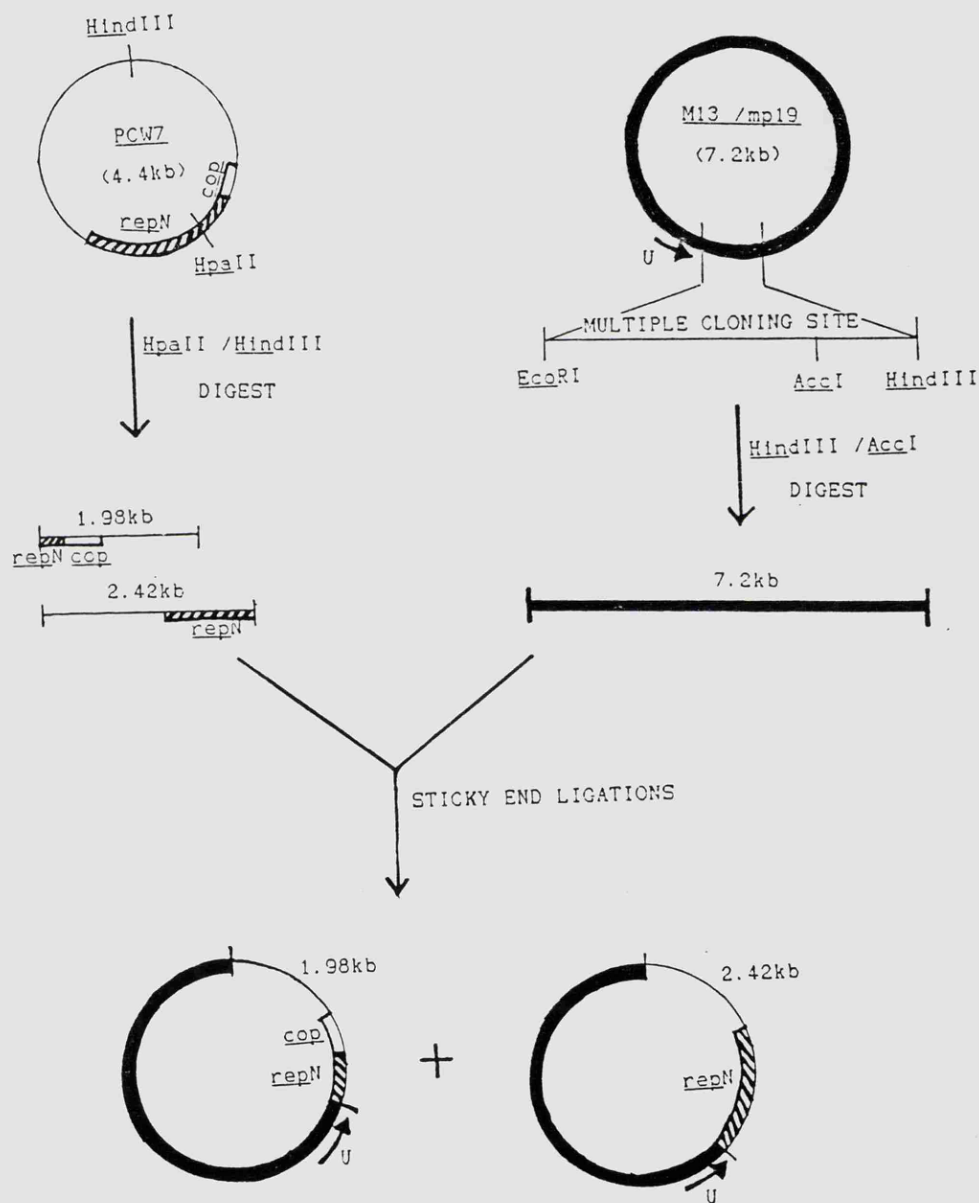 HindIII
PCW7
(4.4kb)
cop
repN
HpaII
M13 /mp19
(7.2kb)
U
MULTIPLE CLONING SITE
EcoRI
AccI
HindIII
HpaII /HindIII
DIGEST
HindIII /AccI
DIGEST
1.98kb
repN cop
2.42kb
repN
7.2kb
STICKY END LIGATIONS
1.98kb
cop
repN
U
+
2.42kb
repN
U